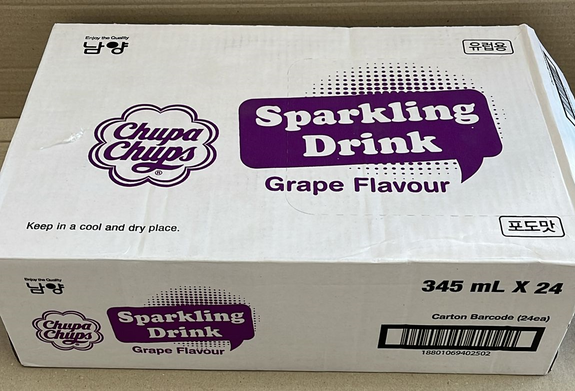 Enjoy the Quality
남양
유럽용
Chupa
Chups
®
Sparkling
Drink
Grape Flavour
Keep in a cool and dry place.
포도맛
Enjoy the Quality
남양
345 mL X 24
Chupa
Chups
Sparkling
Drink
Grape Flavour
Carton Barcode (24ea)
18801069402502